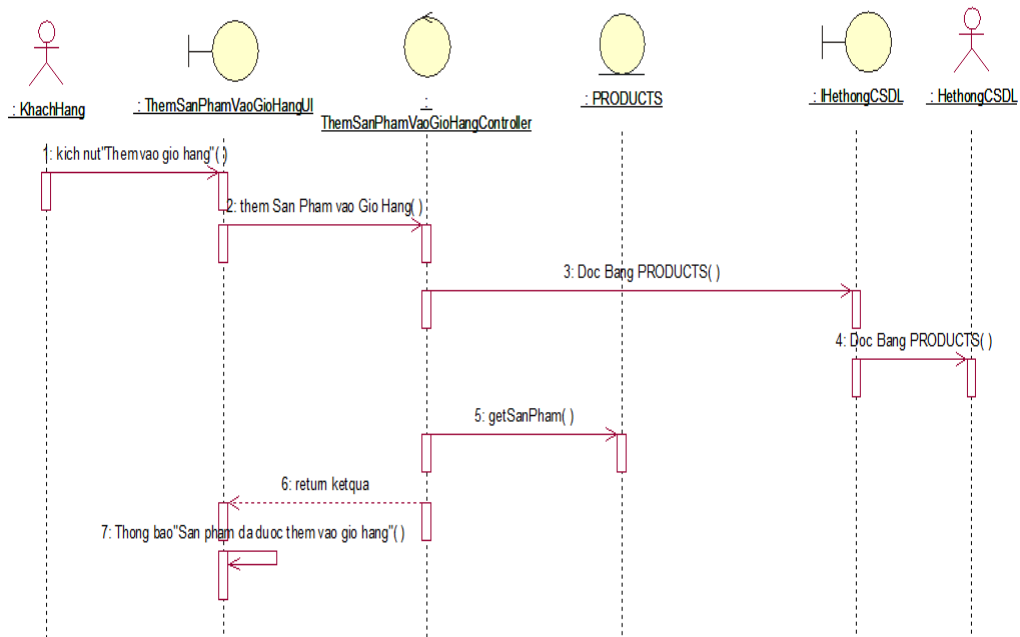 : KhachHang
: ThemSanPhamVaoGioHangUI
:
ThemSanPhamVaoGioHangController
: PRODUCTS
: IHethongCSDL
: HethongCSDL
1: kich nut"Themvao gio hang"( )
2: them San Pham vao Gio Hang( )
3: Doc Bang PRODUCTS( )
4: Doc Bang PRODUCTS( )
5: getSanPham( )
6: return ketqua
7: Thong bao"San pham da duoc them vao gio hang"( )